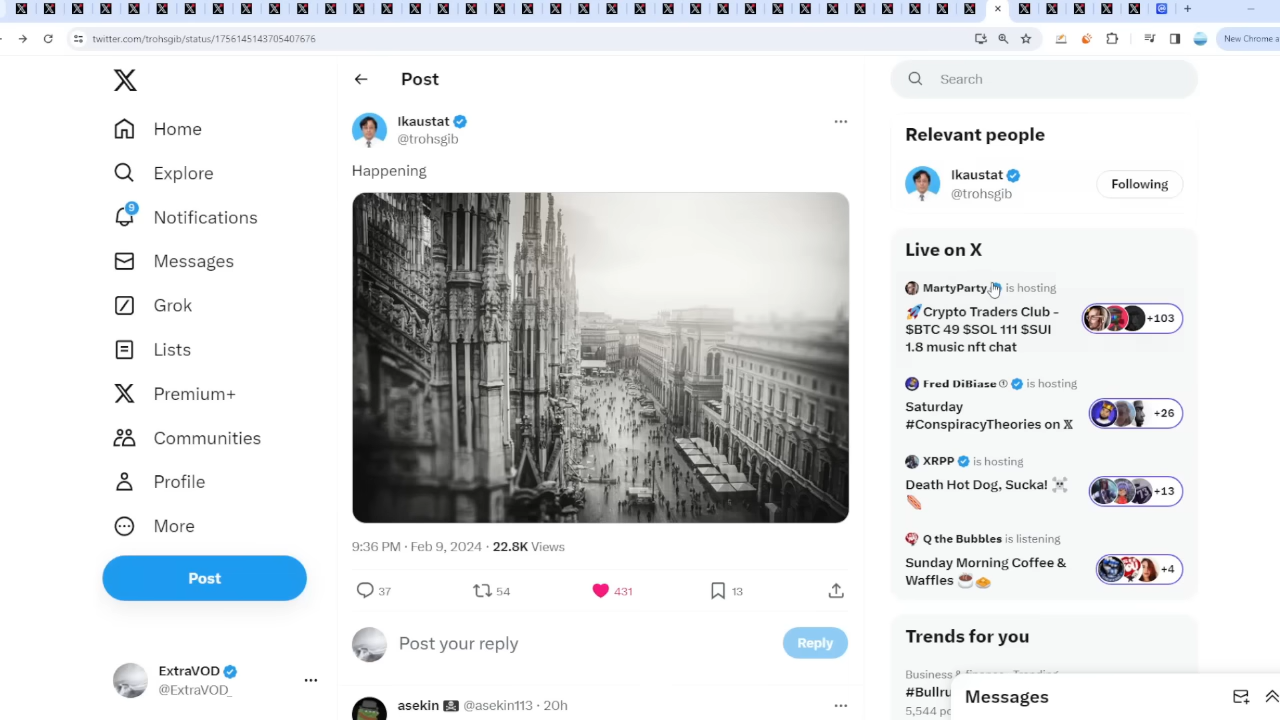 twitter.com/trohsgib/status/1756145143705407676
New Chrome a
Home
Explore
9
Notifications
Messages
Grok
Lists
Premium+
Communities
Profile
More
Post
ExtraVOD
@ExtraVOD_
Post
Ikaustat
@trohsgib
Happening
9:36 PM · Feb 9, 2024 · 22.8K Views
37 54 431 13
Post your reply
Reply
asekin @asekin113 · 20h
Search
Relevant people
Ikaustat
@trohsgib
Following
Live on X
MartyParty is hosting
🚀Crypto Traders Club -
$BTC 49 $SOL 111 $SUI
1.8 music nft chat
+103
Fred DiBiase is hosting
Saturday
#ConspiracyTheories on 𝕏
+26
XRPP is hosting
Death Hot Dog, Sucka! ☠️
🌭
+13
Q the Bubbles is listening
Sunday Morning Coffee &
Waffles ☕🧇
+4
Trends for you
Business & finance · Trending
#Bullru
5,544 po
Messages